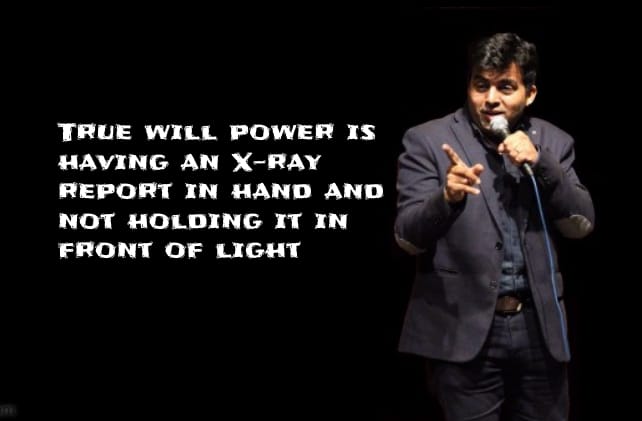 True will power is
having an X-ray
report in hand and
not holding it in
front of light